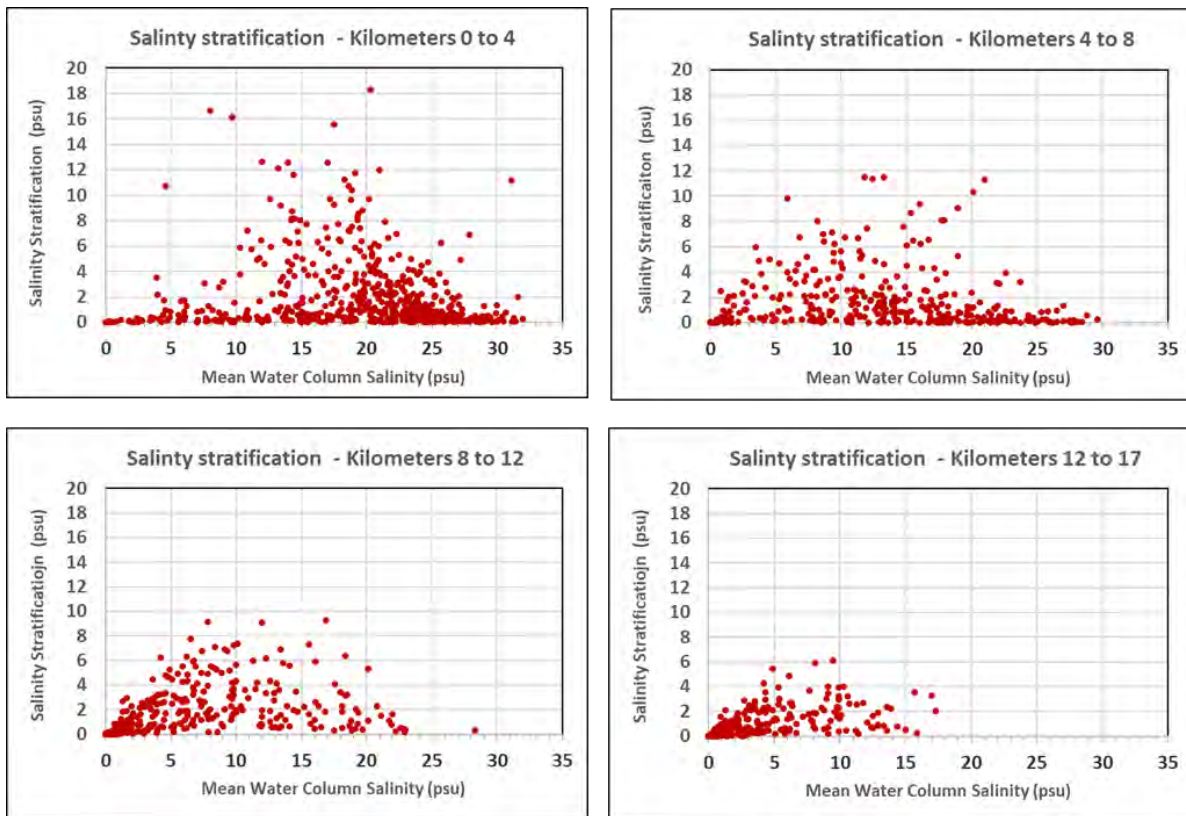 Salinty stratification - Kilometers 0 to 4
Salinity Stratification (psu)
20
18
16
14
12
10
8
6
4
2
0
0 5 10 15 20 25 30 35
Mean Water Column Salinity (psu)
Salinty stratification - Kilometers 4 to 8
Salinity Stratificaiton (psu)
20
18
16
14
12
10
8
6
4
2
0
0 5 10 15 20 25 30 35
Mean Water Column Salinity (psu)
Salinty stratification - Kilometers 8 to 12
Salinity Stratificatiojn (psu)
20
18
16
14
12
10
8
6
4
2
0
0 5 10 15 20 25 30 35
Mean Water Column Salinity (psu)
Salinty stratification - Kilometers 12 to 17
Salinity Stratificatiojn (psu)
20
18
16
14
12
10
8
6
4
2
0
0 5 10 15 20 25 30 35
Mean Water Column Salinity (psu)